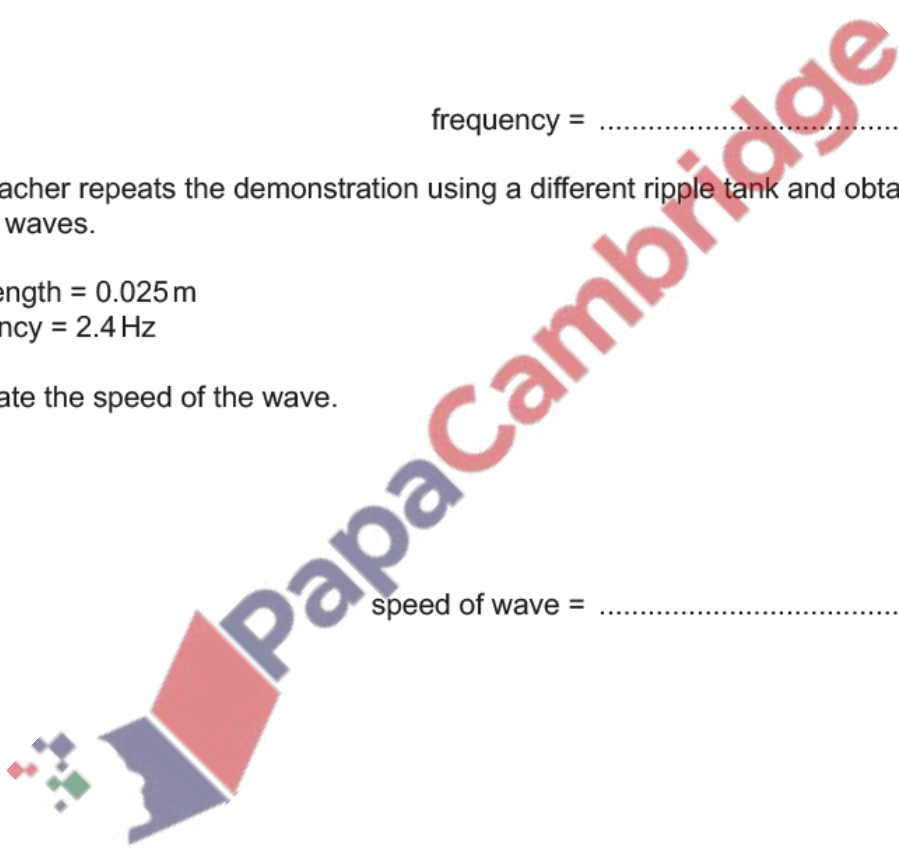 frequency = ..............................
acher repeats the demonstration using a different ripple tank and obta
waves.
ength = 0.025 m
ncy = 2.4 Hz
ate the speed of the wave.
speed of wave = ..............................
PapaCambridge